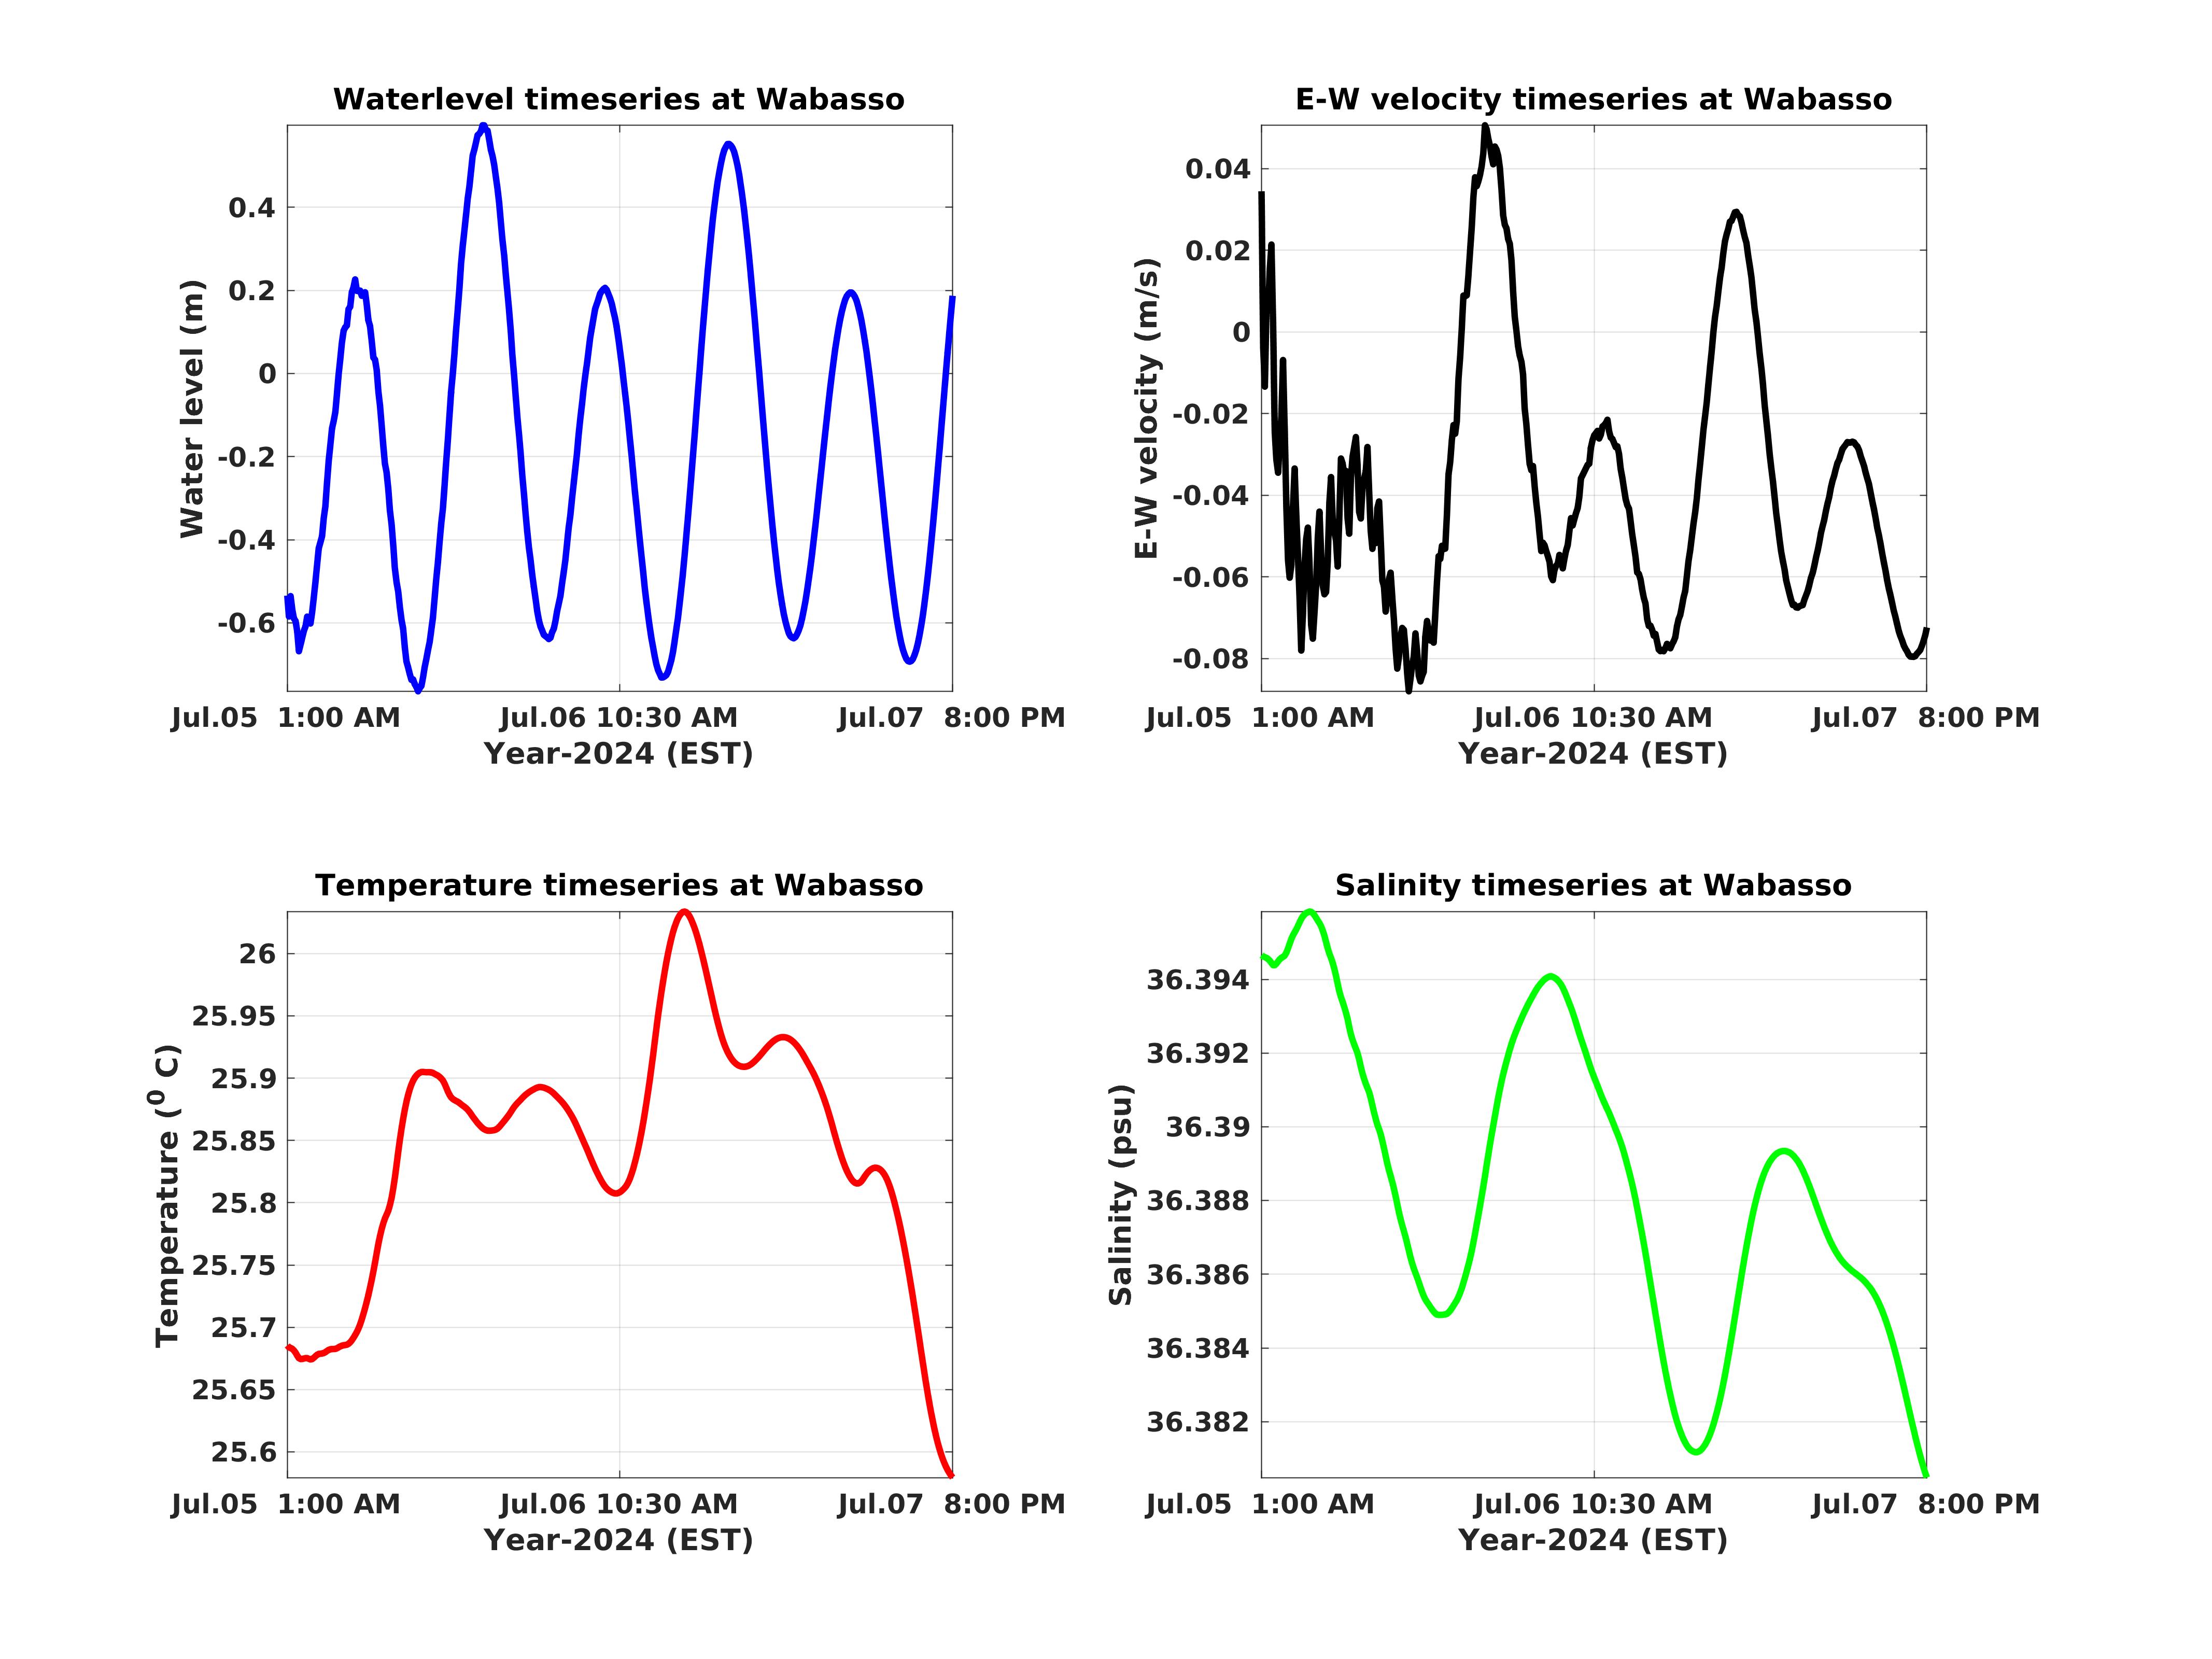 Waterlevel timeseries at Wabasso
Water level (m)
0.4
0.2
0
-0.2
-0.4
-0.6
Jul.05 1:00 AM
Jul.06 10:30 AM
Jul.07 8:00 PM
Year-2024 (EST)
E-W velocity timeseries at Wabasso
E-W velocity (m/s)
0.04
0.02
0
-0.02
-0.04
-0.06
-0.08
Jul.05 1:00 AM
Jul.06 10:30 AM
Jul.07 8:00 PM
Year-2024 (EST)
Temperature timeseries at Wabasso
Temperature (⁰ C)
26
25.95
25.9
25.85
25.8
25.75
25.7
25.65
25.6
Jul.05 1:00 AM
Jul.06 10:30 AM
Jul.07 8:00 PM
Year-2024 (EST)
Salinity timeseries at Wabasso
Salinity (psu)
36.394
36.392
36.39
36.388
36.386
36.384
36.382
Jul.05 1:00 AM
Jul.06 10:30 AM
Jul.07 8:00 PM
Year-2024 (EST)